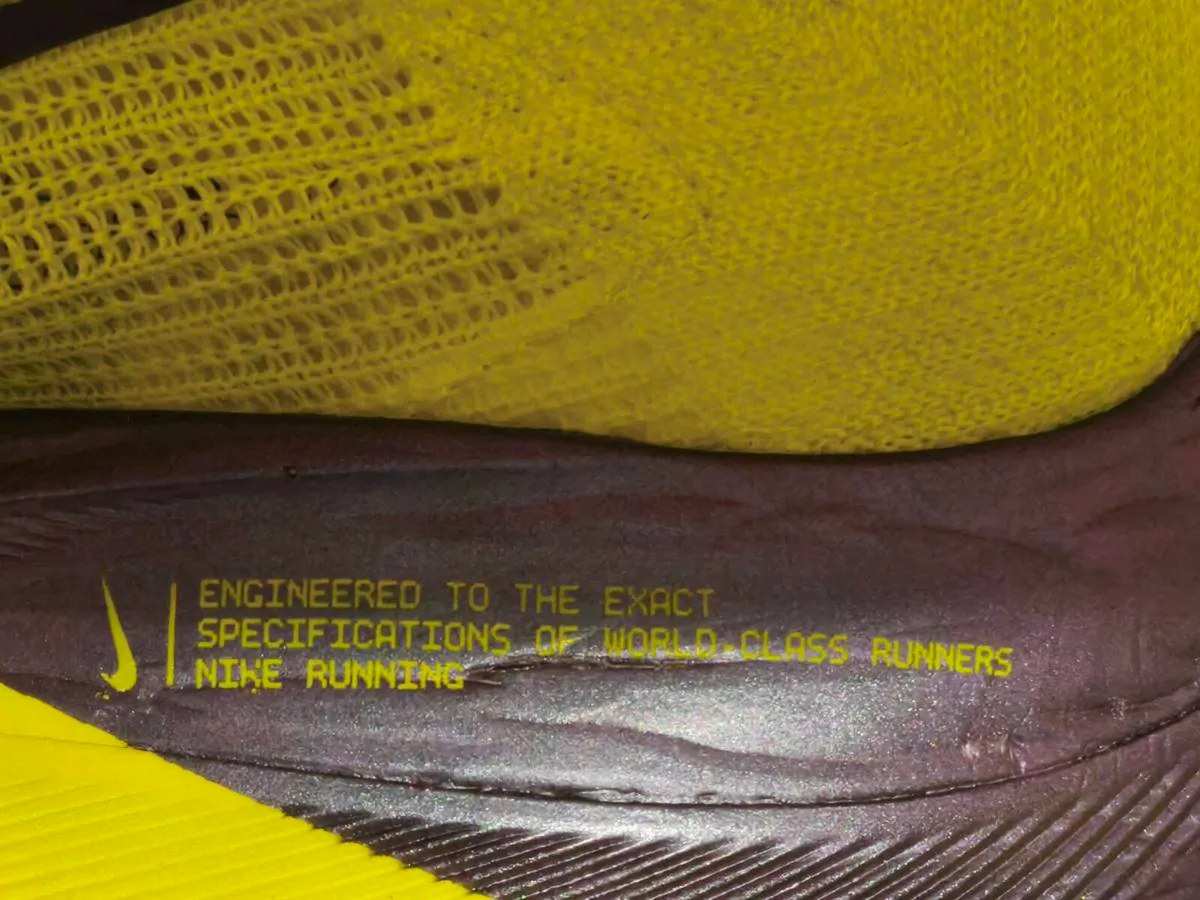 ENGINEERED TO THE EXACT
SPECIFICATIONS OF WORLD-CLASS RUNNERS
NIKE RUNNING